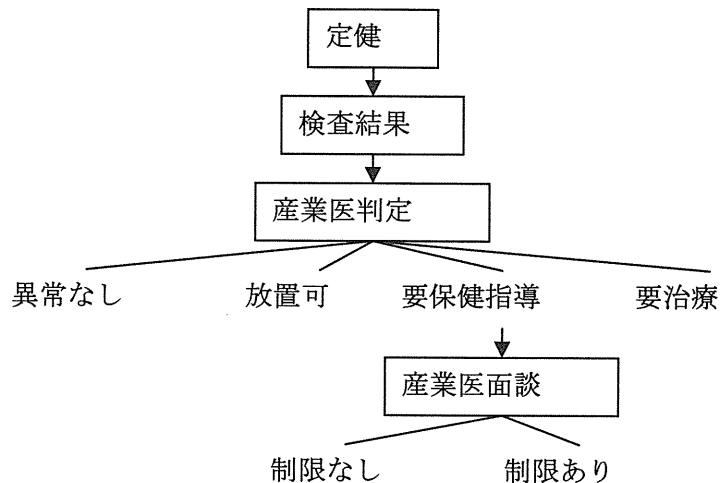 定健
検査結果
産業医判定
異常なし 放置可 要保健指導 要治療
産業医面談
制限なし 制限あり